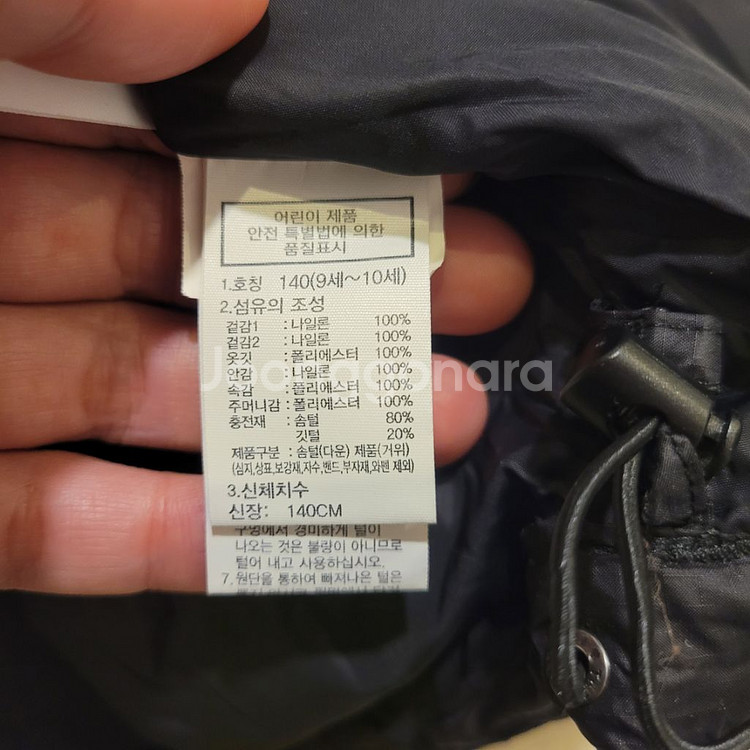 어린이 제품
안전 특별법에 의한
품질표시
1.호칭 140(9세~10세)
2.섬유의 조성
겉감1 : 나일론 100%
겉감2 : 나일론 100%
옷깃 : 폴리에스터 100%
안감 : 나일론 100%
속감 : 폴리에스터 100%
주머니감 : 폴리에스터 100%
충전재 : 솜털 80%
깃털 20%
제품구분 : 솜털(다운) 제품(거위)
(심지,상표,보강재,자수,밴드,부자재,와펜 제외)
3.신체치수
신장: 140CM
구멍에서 경미하게 털이
나오는 것은 불량이 아니므로
털어 내고 사용하십시오.
7.원단을 통하여 빠져나온 털은